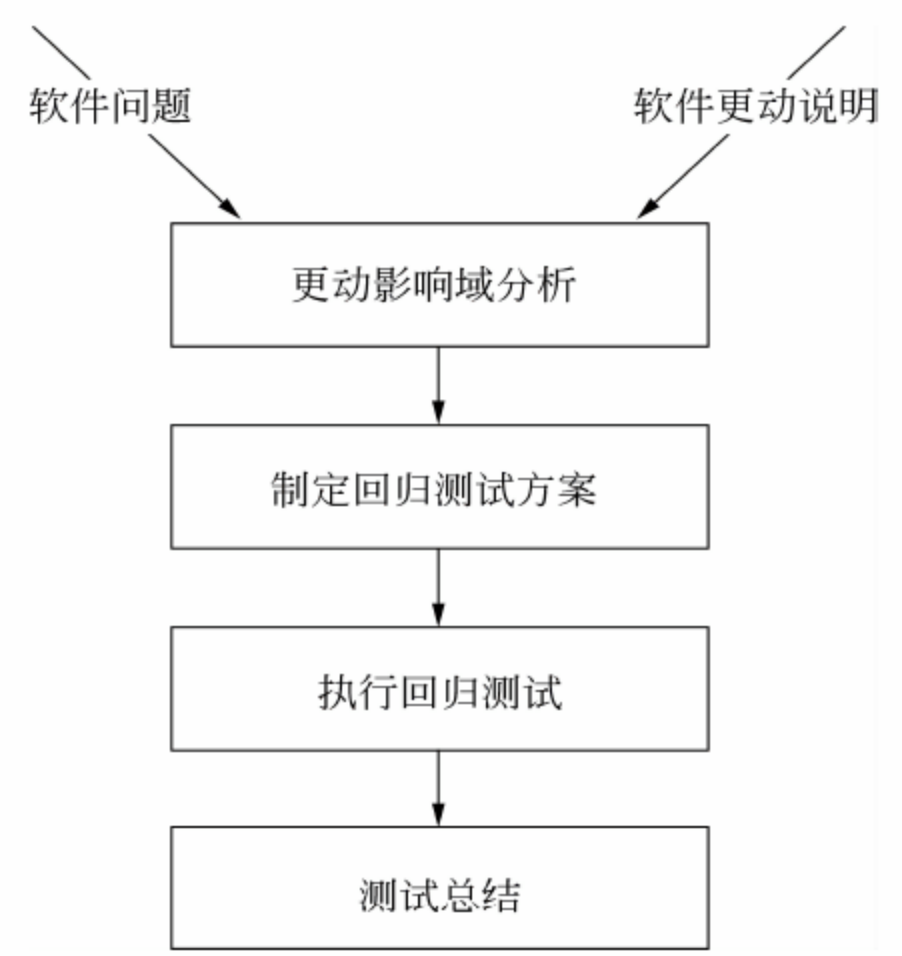 软件问题
软件更动说明
更动影响域分析
制定回归测试方案
执行回归测试
测试总结